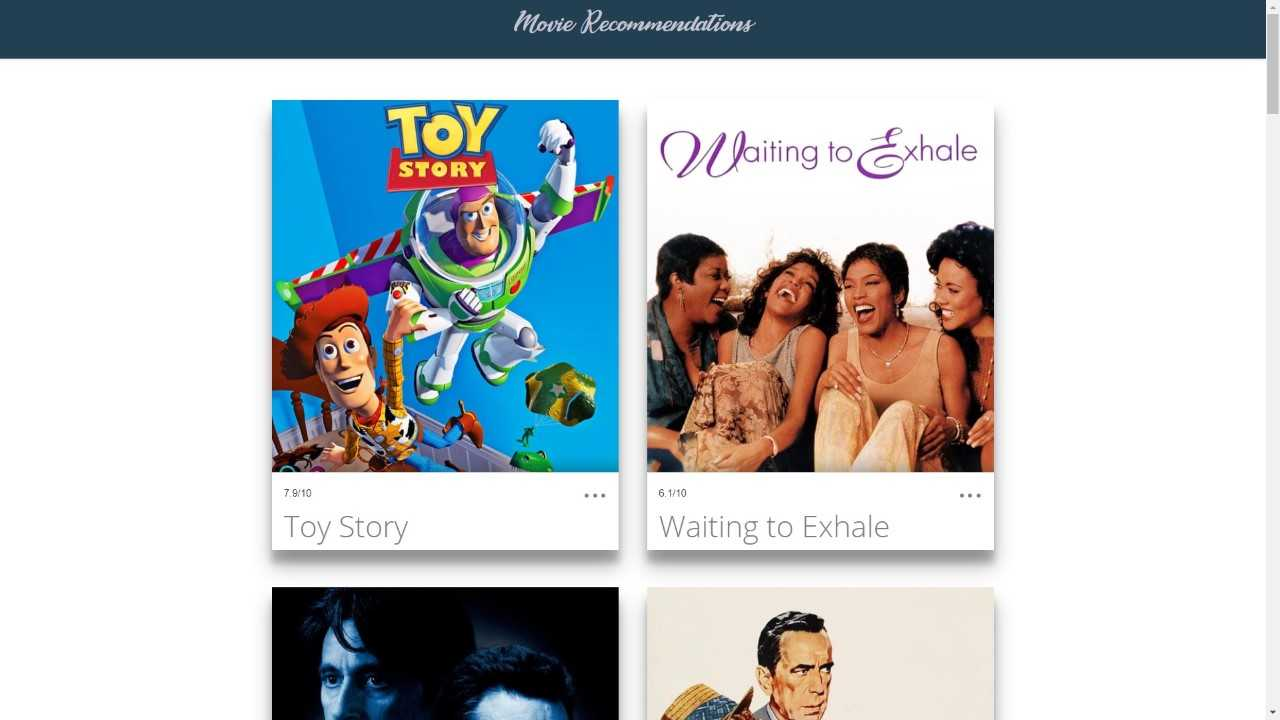 Movie Recommendations
TOY
STORY
7.9/10
Toy Story
Waiting to Exhale
6.1/10
Waiting to Exhale